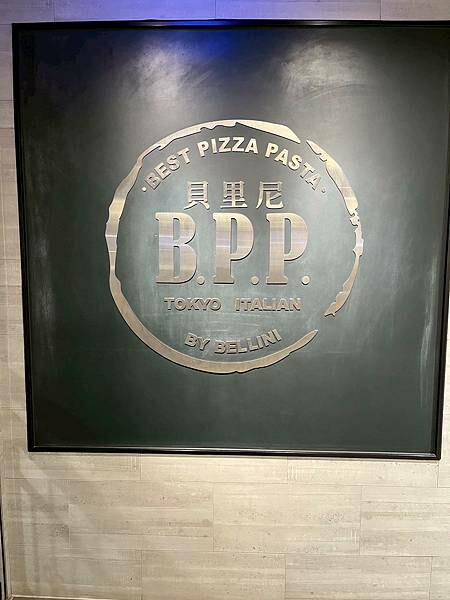 · BEST PIZZA PASTA ·
貝里尼
B.P.P.
TOKYO ITALIAN
BY BELLINI